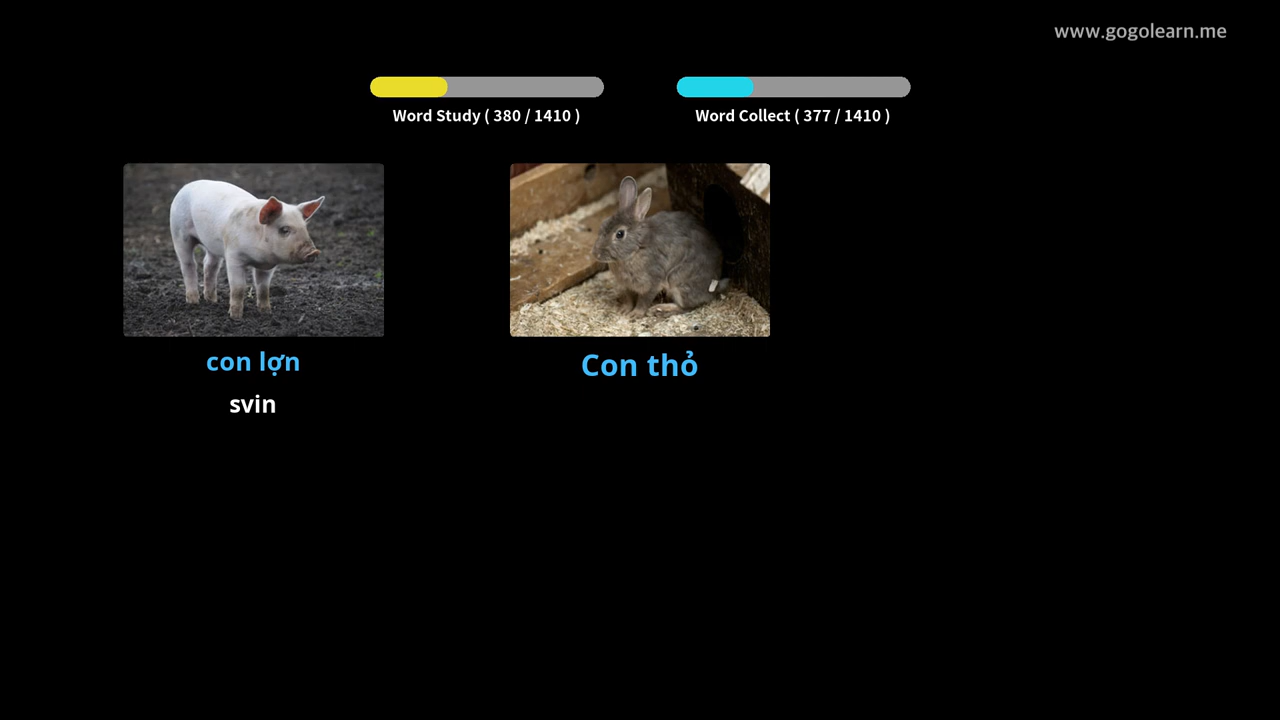 www.gogolearn.me
Word Study ( 380 / 1410 )
Word Collect ( 377 / 1410 )
con lợn
svin
Con thỏ